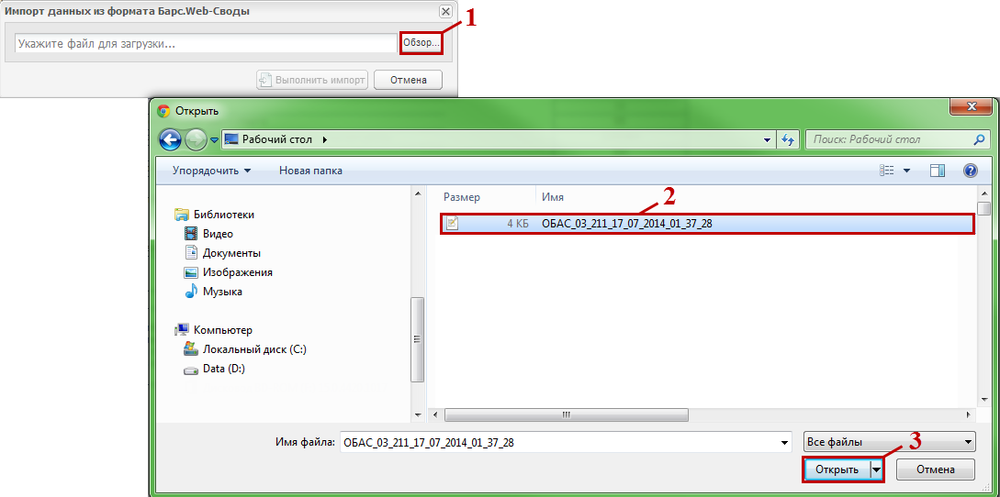 Импорт данных из формата Барс.Web-Своды
1
Укажите файл для загрузки...
Обзор...
Выполнить импорт
Отмена
Открыть
Рабочий стол
Поиск: Рабочий стол
Упорядочить
Новая папка
Библиотеки
Видео
Документы
Изображения
Музыка
Компьютер
Локальный диск (C:)
Data (D:)
Размер
Имя
2
4 КБ
ОБАС_03_211_17_07_2014_01_37_28
Имя файла:
ОБАС_03_211_17_07_2014_01_37_28
Все файлы
3
Открыть
Отмена